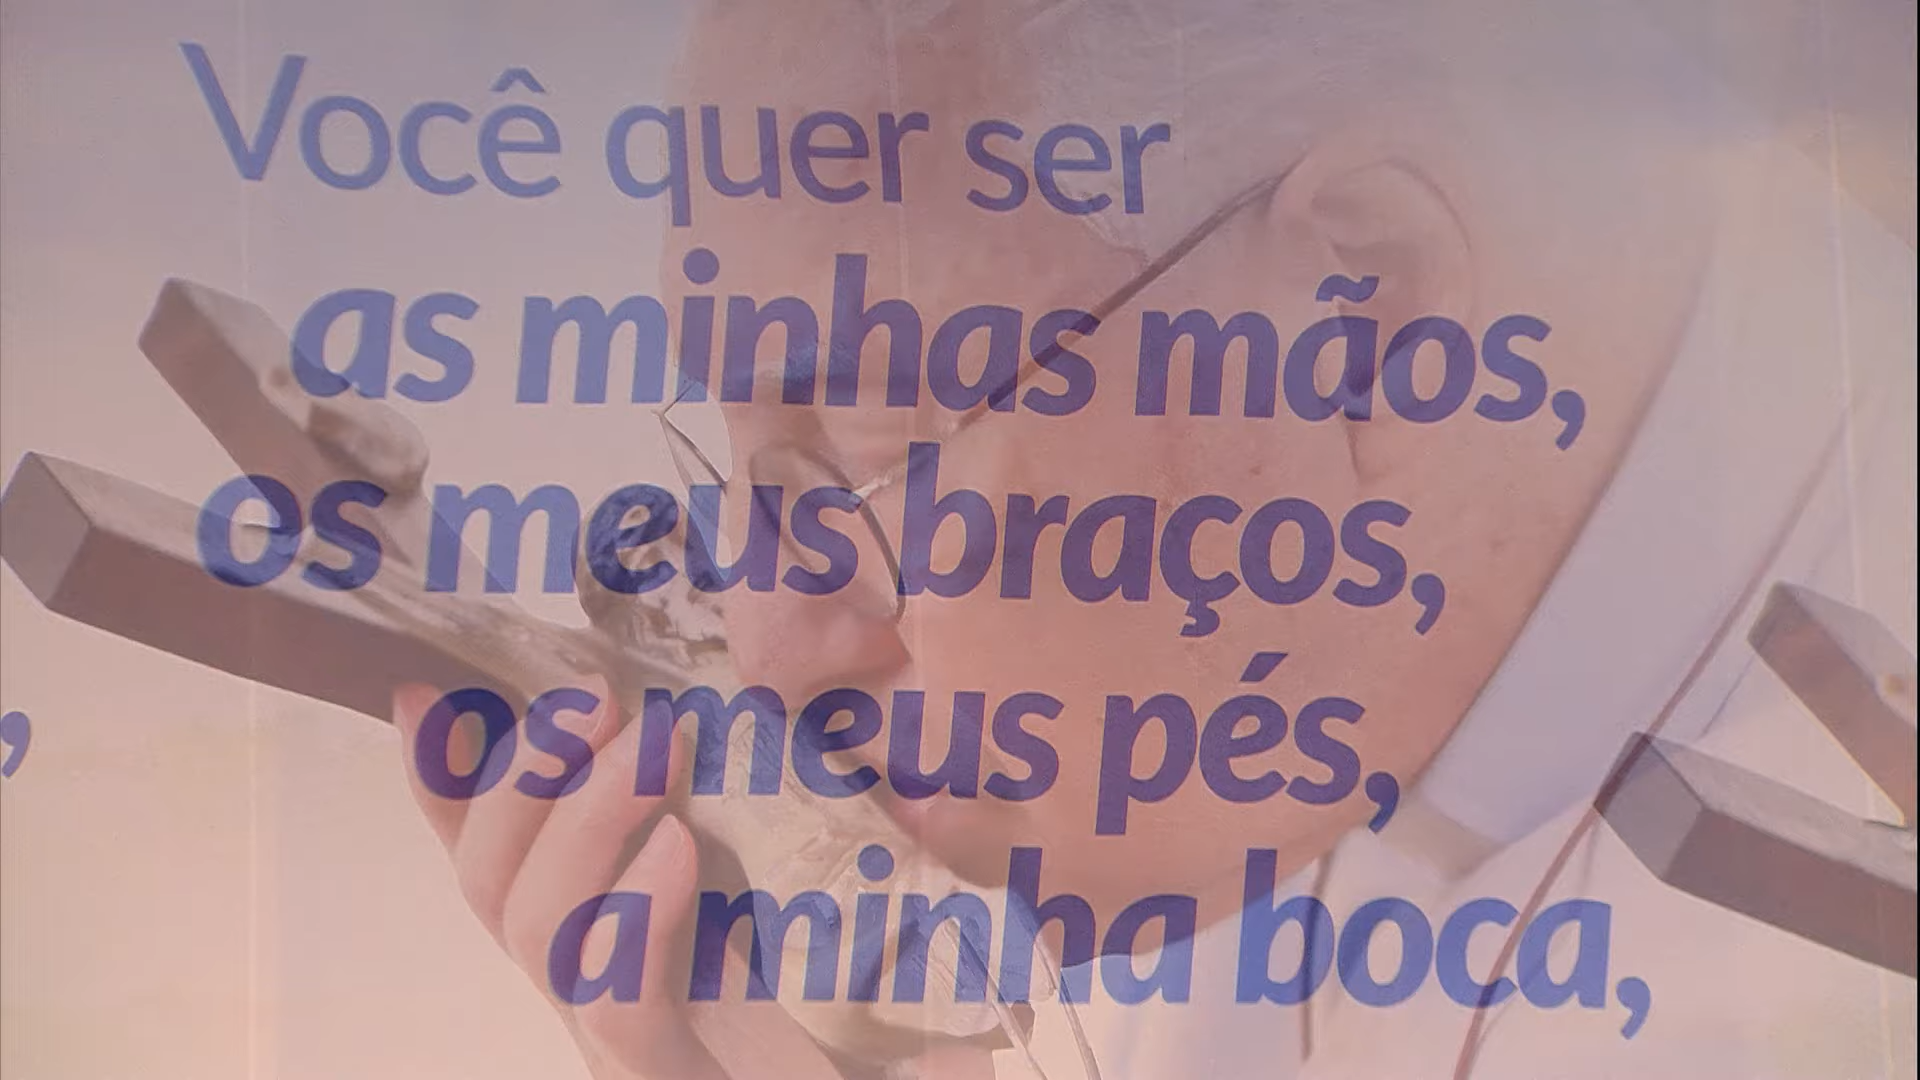 Você quer ser
as minhas mãos,
os meus braços,
,
os meus pés,
a minha boca,